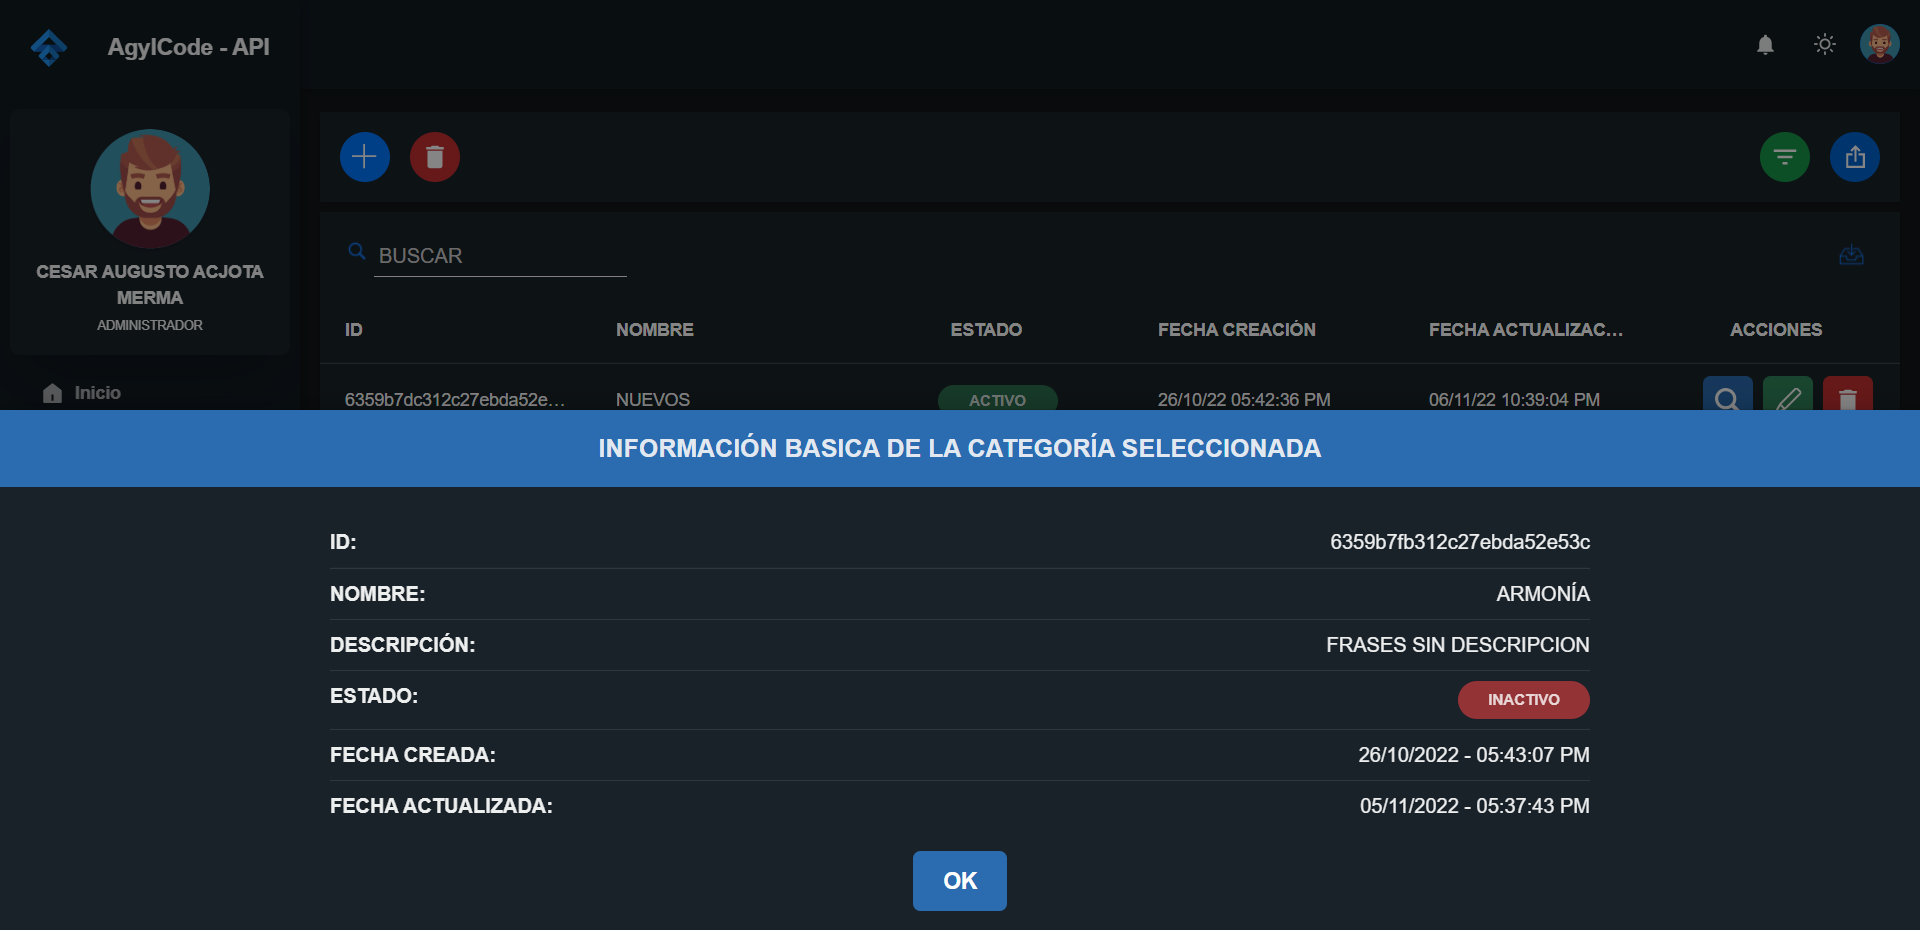 AgylCode - API
CESAR AUGUSTO ACJOTA
MERMA
ADMINISTRADOR
Inicio
BUSCAR
ID NOMBRE ESTADO FECHA CREACIÓN FECHA ACTUALIZAC... ACCIONES
6359b7dc312c27ebda52e... NUEVOS ACTIVO 26/10/22 05:42:36 PM 06/11/22 10:39:04 PM
INFORMACIÓN BASICA DE LA CATEGORÍA SELECCIONADA
ID: 6359b7fb312c27ebda52e53c
NOMBRE: ARMONÍA
DESCRIPCIÓN: FRASES SIN DESCRIPCION
ESTADO: INACTIVO
FECHA CREADA: 26/10/2022 - 05:43:07 PM
FECHA ACTUALIZADA: 05/11/2022 - 05:37:43 PM
OK